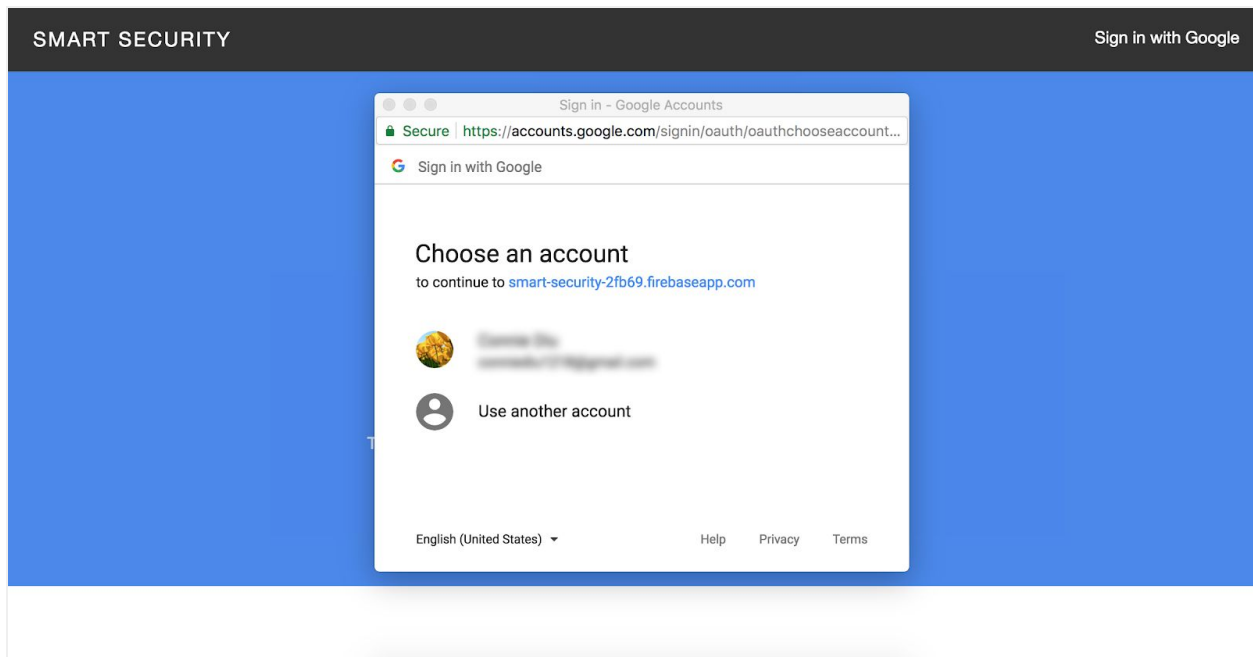 SMART SECURITY
Sign in with Google
Sign in - Google Accounts
Secure https://accounts.google.com/signin/oauth/oauthchooseaccount...
Sign in with Google
Choose an account
to continue to smart-security-2fb69.firebaseapp.com
Use another account
T
English (United States)
Help Privacy Terms